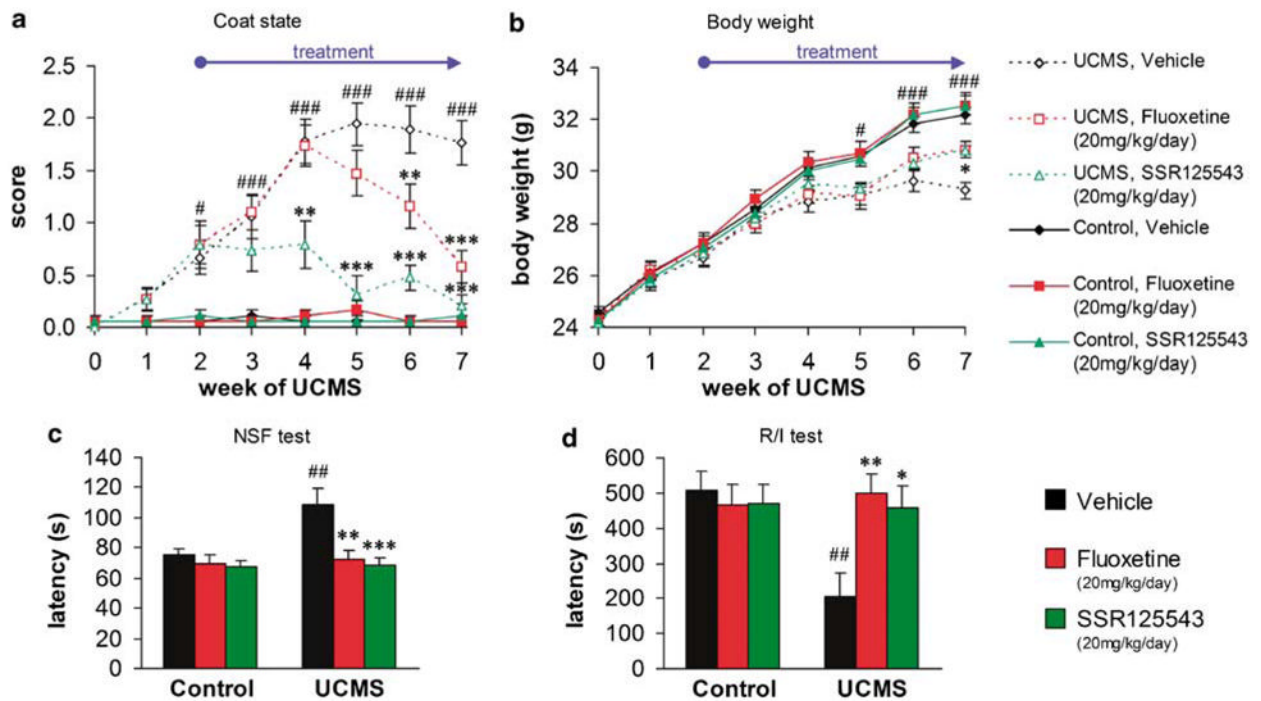 a Coat state
treatment
2.5
2.0
1.5
1.0
0.5
0.0
score
# ### ### ### ### ###
** *** ** *** *** ***
0 1 2 3 4 5 6 7
week of UCMS
b Body weight
treatment
34
32
30
28
26
24
body weight (g)
# ### ###
*
0 1 2 3 4 5 6 7
week of UCMS
UCMS, Vehicle
UCMS, Fluoxetine
(20mg/kg/day)
UCMS, SSR125543
(20mg/kg/day)
Control, Vehicle
Control, Fluoxetine
(20mg/kg/day)
Control, SSR125543
(20mg/kg/day)
c NSF test
140
120
100
80
60
40
20
0
latency (s)
##
** ***
Control UCMS
d R/I test
600
500
400
300
200
100
0
latency (s)
##
** *
Control UCMS
Vehicle
Fluoxetine
(20mg/kg/day)
SSR125543
(20mg/kg/day)